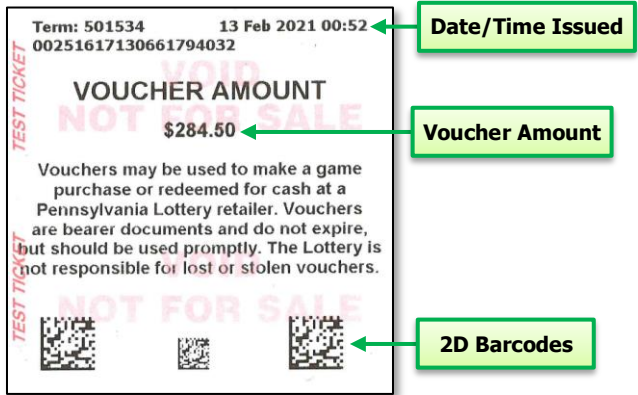 Term: 501534 13 Feb 2021 00:52
00251617130661794032
Date/Time Issued
TEST TICKET
VOID
VOUCHER AMOUNT
NOT FOR SALE
$284.50
Voucher Amount
Vouchers may be used to make a game
purchase or redeemed for cash at a
Pennsylvania Lottery retailer. Vouchers
are bearer documents and do not expire,
but should be used promptly. The Lottery is
not responsible for lost or stolen vouchers.
VOID
TEST TICKET
NOT FOR SALE
2D Barcodes